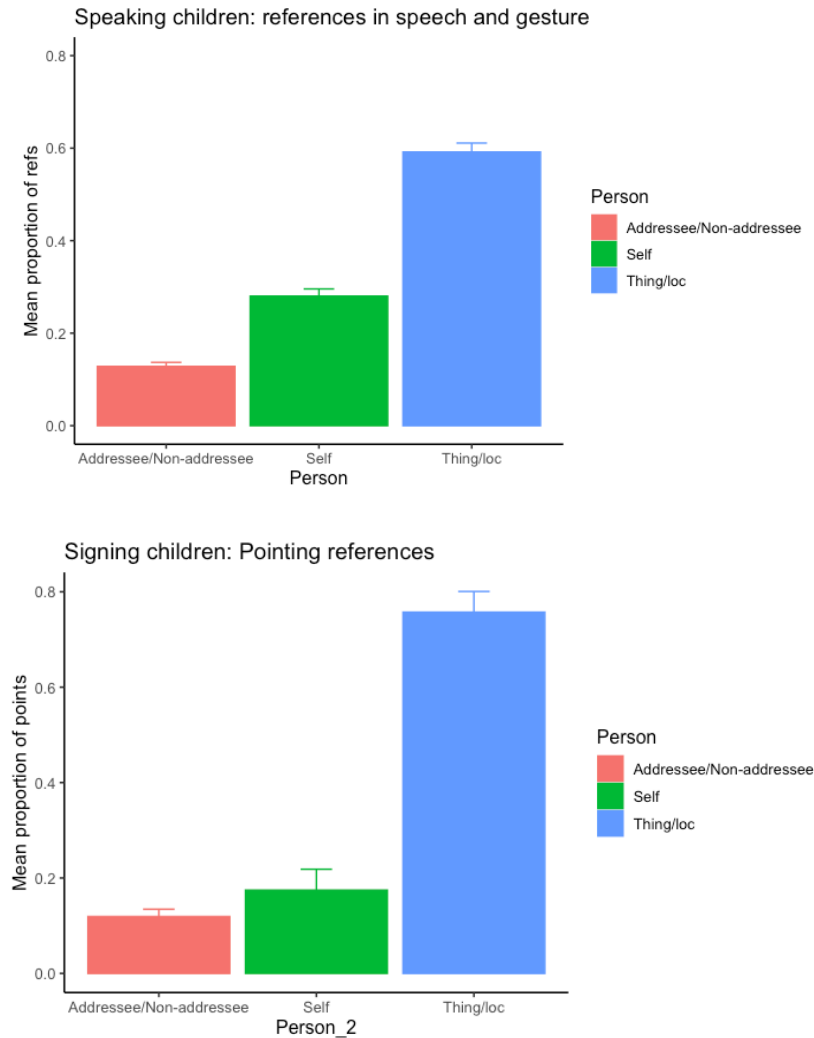 Speaking children: references in speech and gesture
0.8
0.6
0.4
0.2
0.0
Mean proportion of refs
Addressee/Non-addressee Self Thing/loc
Person
Person
Addressee/Non-addressee
Self
Thing/loc
Signing children: Pointing references
0.8
0.6
0.4
0.2
0.0
Mean proportion of points
Addressee/Non-addressee Self Thing/loc
Person_2
Person
Addressee/Non-addressee
Self
Thing/loc